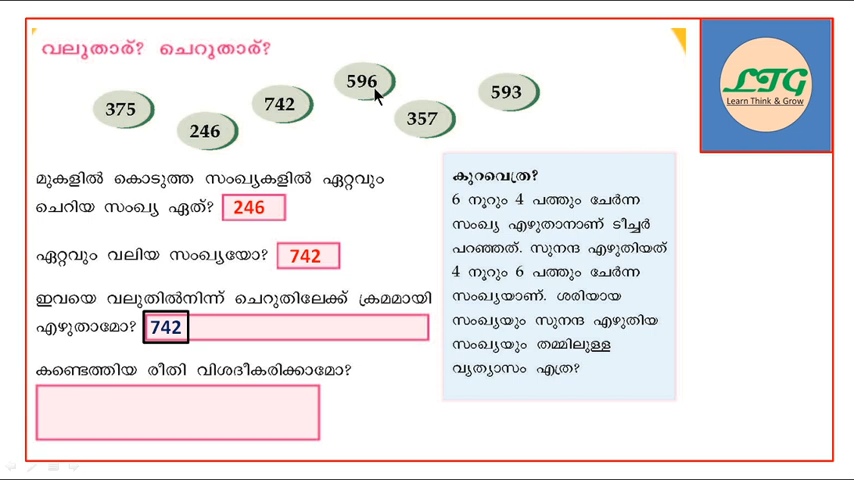 വലുതാര്? ചെറുതാര്?
375
246
742
596
357
593
LTG
Learn Think & Grow
മുകളിൽ കൊടുത്ത സംഖ്യകളിൽ ഏറ്റവും
ചെറിയ സംഖ്യ ഏത്? 246
ഏറ്റവും വലിയ സംഖ്യയോ? 742
ഇവയെ വലുതിൽനിന്ന് ചെറുതിലേക്ക് ക്രമമായി
എഴുതാമോ? 742
കണ്ടെത്തിയ രീതി വിശദീകരിക്കാമോ?
കുറവെത്ര?
6 നൂറും 4 പത്തും ചേർന്ന
സംഖ്യ എഴുതാനാണ് ടീച്ചർ
പറഞ്ഞത്. സുനന്ദ എഴുതിയത്
4 നൂറും 6 പത്തും ചേർന്ന
സംഖ്യയാണ്. ശരിയായ
സംഖ്യയും സുനന്ദ എഴുതിയ
സംഖ്യയും തമ്മിലുള്ള
വ്യത്യാസം എത്ര?